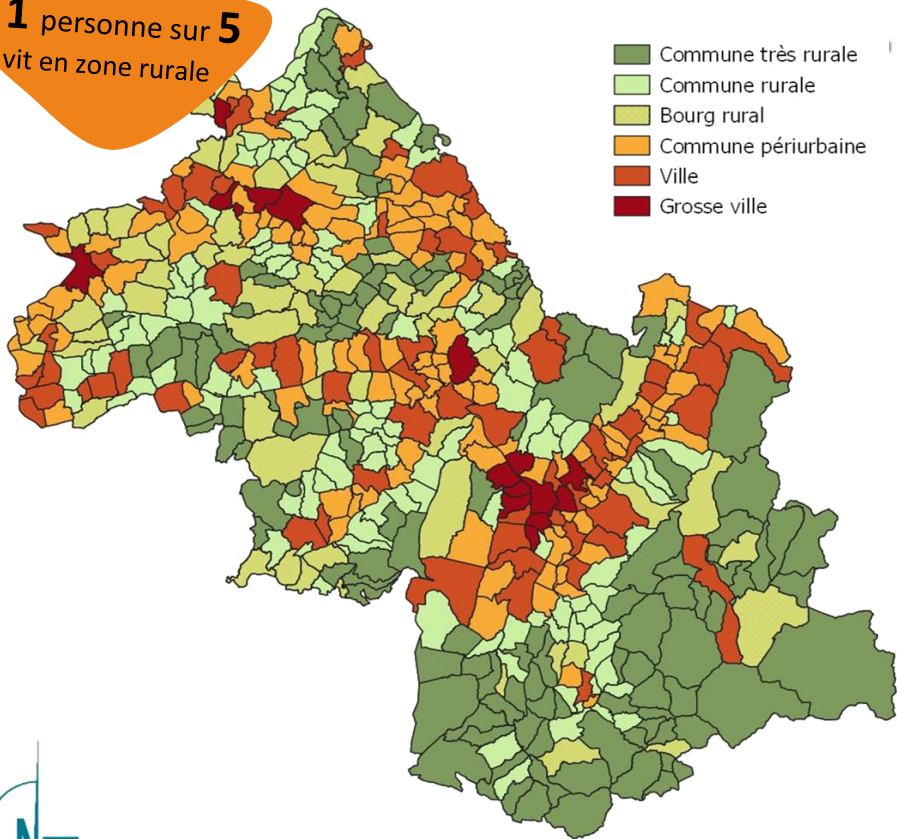 1 personne sur 5
vit en zone rurale
Commune très rurale
Commune rurale
Bourg rural
Commune périurbaine
Ville
Grosse ville
N